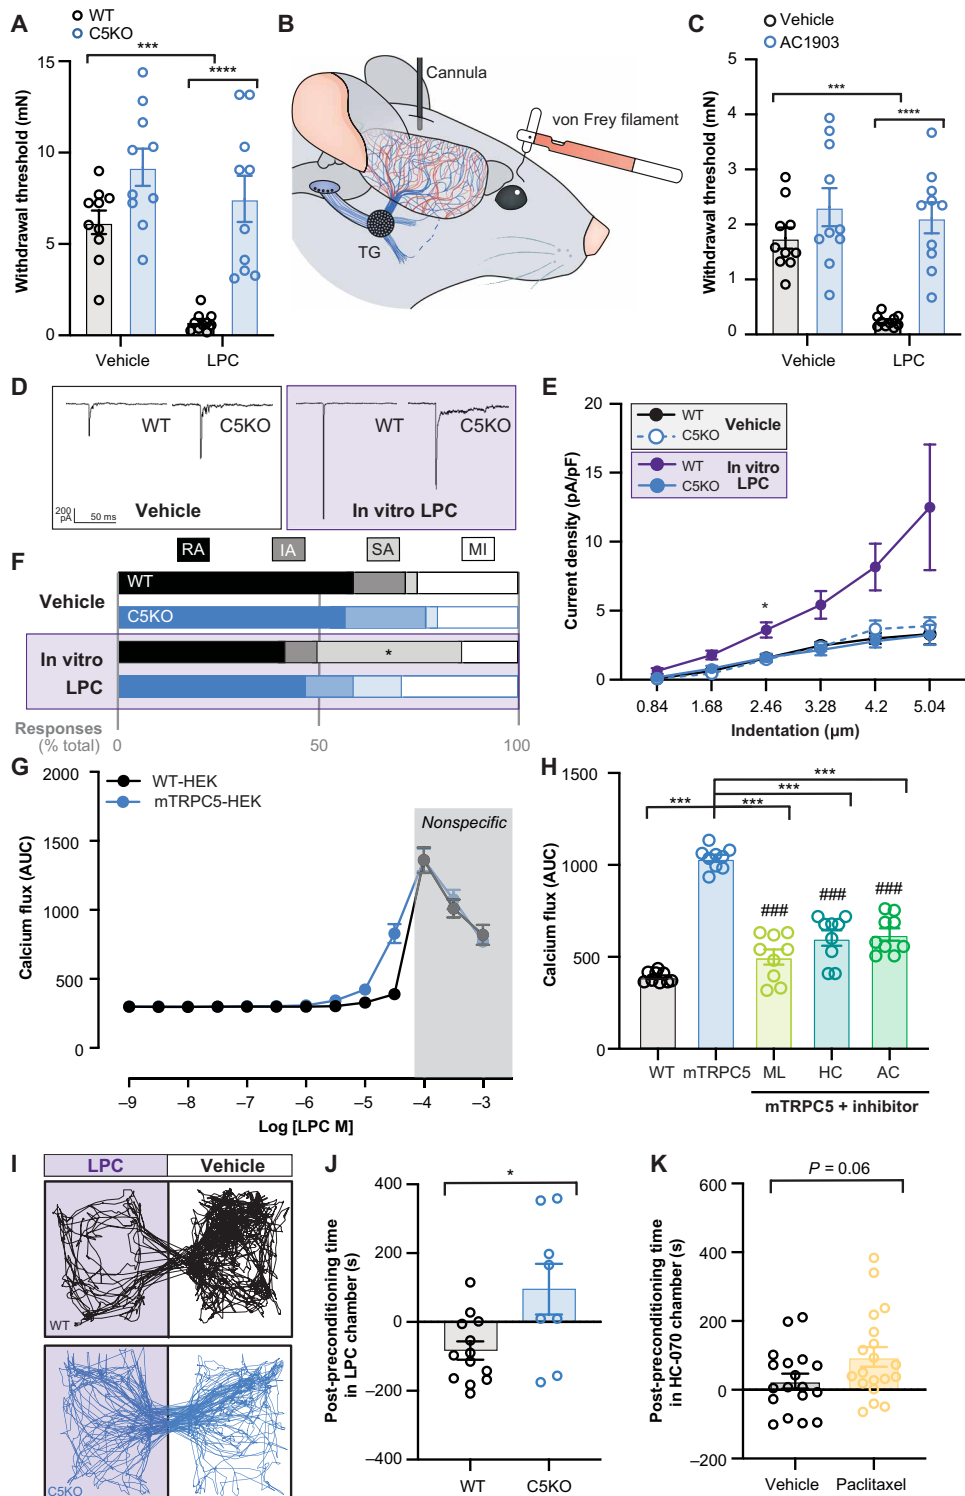 A
WT
C5KO
***
****
Withdrawal threshold (mN)
15
10
5
0
Vehicle
LPC
B
Cannula
von Frey filament
TG
C
Vehicle
AC1903
***
****
Withdrawal threshold (mN)
5
4
3
2
1
0
Vehicle
LPC
D
WT
C5KO
WT
C5KO
200
pA
50 ms
Vehicle
In vitro LPC
E
WT
C5KO
Vehicle
WT
C5KO
In vitro
LPC
Current density (pA/pF)
20
15
10
5
0
*
0.84
1.68
2.46
3.28
4.2
5.04
Indentation (µm)
F
RA
IA
SA
MI
Vehicle
WT
C5KO
In vitro
LPC
*
Responses
(% total)
0
50
100
G
WT-HEK
mTRPC5-HEK
Nonspecific
Calcium flux (AUC)
2000
1500
1000
500
0
–9
–8
–7
–6
–5
–4
–3
Log [LPC M]
H
Calcium flux (AUC)
1500
1000
500
0
***
***
***
***
###
###
###
WT
mTRPC5
ML
HC
AC
mTRPC5 + inhibitor
I
LPC
Vehicle
WT
C5KO
J
Post-preconditioning time
in LPC chamber (s)
400
200
0
–200
–400
*
WT
C5KO
K
Post-preconditioning time
in HC-070 chamber (s)
600
400
200
0
–200
P = 0.06
Vehicle
Paclitaxel